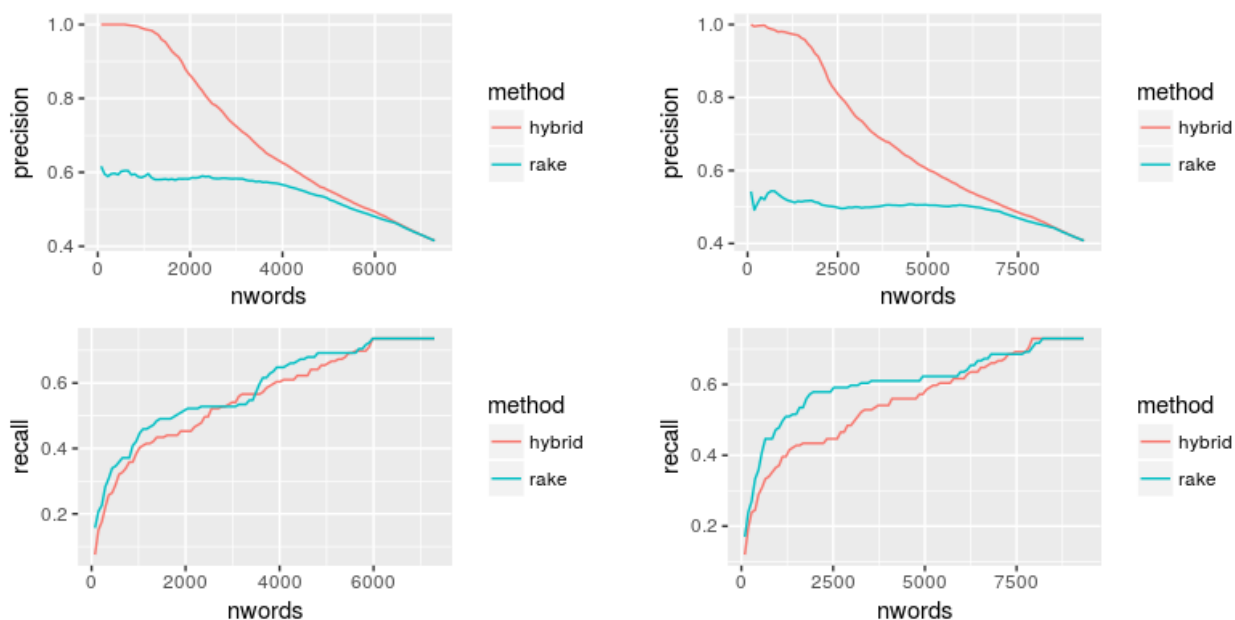 1.0
0.8
0.6
0.4
precision
0 2000 4000 6000
nwords
method
hybrid
rake
1.0
0.8
0.6
0.4
precision
0 2500 5000 7500
nwords
method
hybrid
rake
0.6
0.4
0.2
recall
0 2000 4000 6000
nwords
method
hybrid
rake
0.6
0.4
0.2
recall
0 2500 5000 7500
nwords
method
hybrid
rake